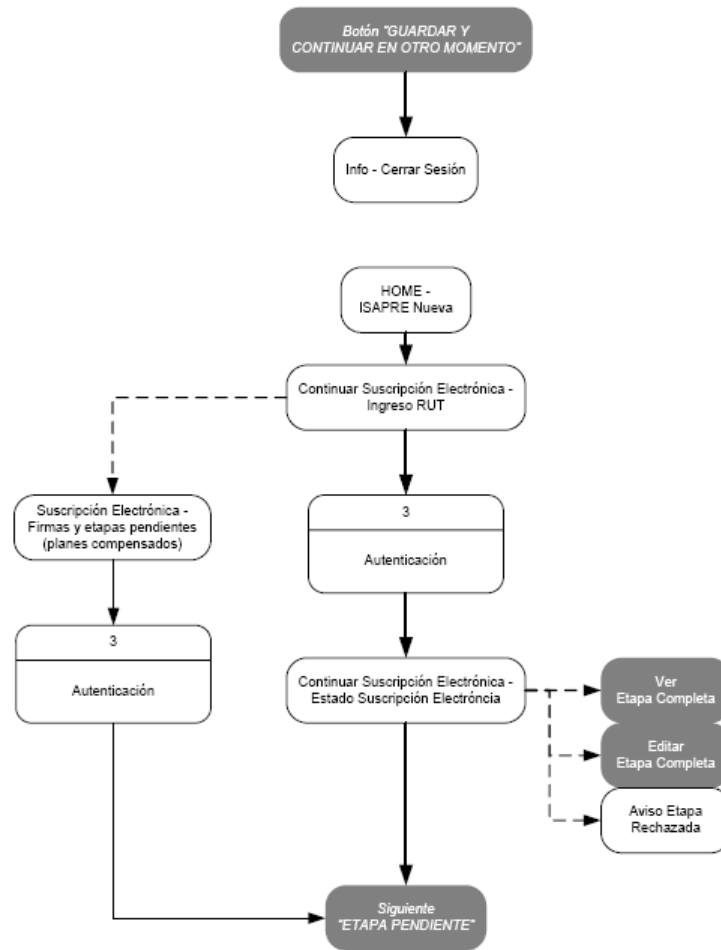 Botón "GUARDAR Y
CONTINUAR EN OTRO MOMENTO"
Info - Cerrar Sesión
HOME -
ISAPRE Nueva
Continuar Suscripción Electrónica -
Ingreso RUT
Suscripción Electrónica -
Firmas y etapas pendientes
(planes compensados)
3
Autenticación
3
Autenticación
Continuar Suscripción Electrónica -
Estado Suscripción Electróncia
Ver
Etapa Completa
Editar
Etapa Completa
Aviso Etapa
Rechazada
Siguiente
"ETAPA PENDIENTE"